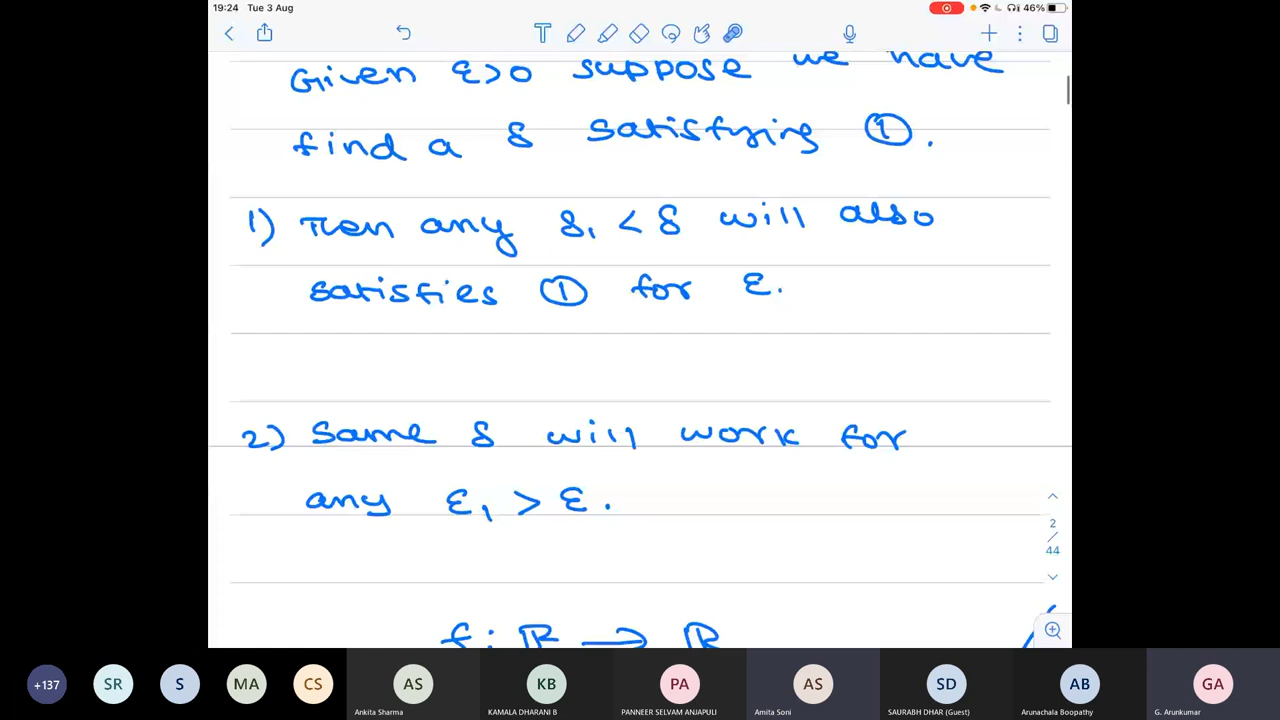 19:24 Tue 3 Aug
46%
Given ε>0 suppose we have
find a δ satisfying ①.
1) Then any δ₁ < δ will also
satisfies ① for ε.
2) Same δ will work for
any ε₁ > ε.
2
/
44
f: ℝ → ℝ
+137
SR
S
MA
CS
AS
KB
PA
AS
SD
AB
GA
Ankita Sharma
KAMALA DHARANI B
PANNEER SELVAM ANJAPULI
Amita Soni
SAURABH DHAR (Guest)
Arunachala Boopathy
G. Arunkumar